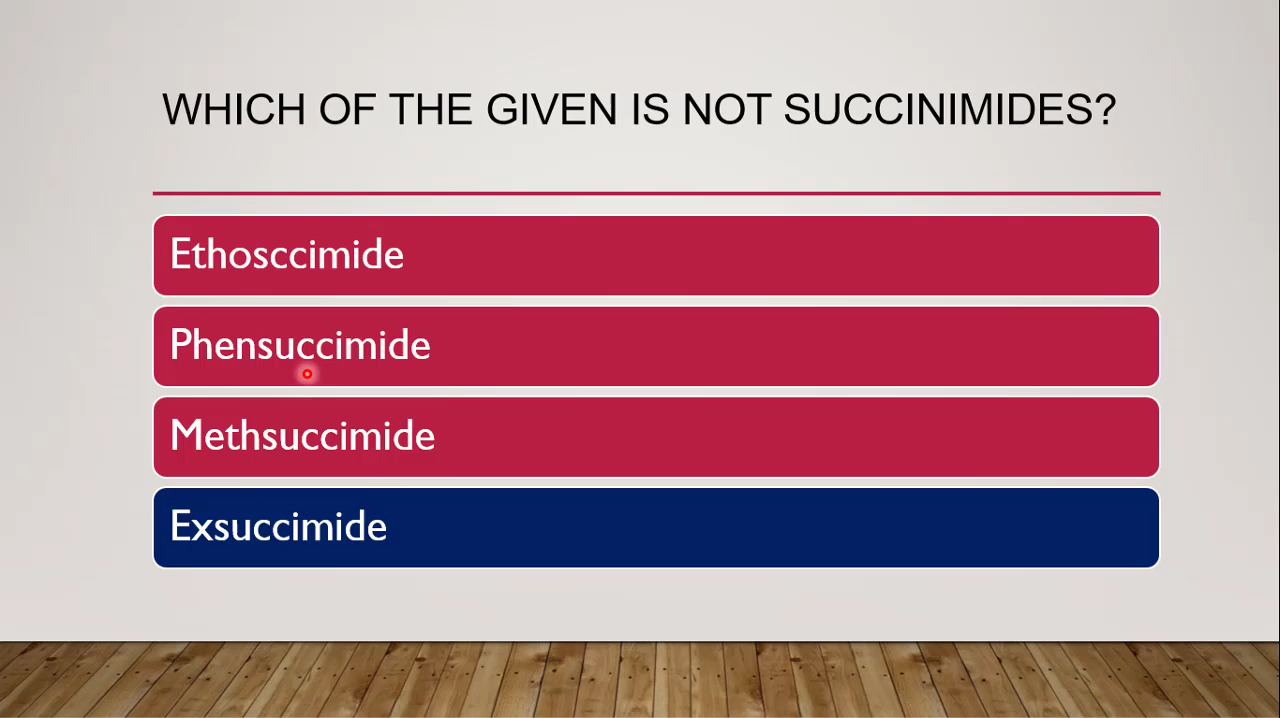 WHICH OF THE GIVEN IS NOT SUCCINIMIDES?
Ethosccimide
Phensuccimide
Methsuccimide
Exsuccimide